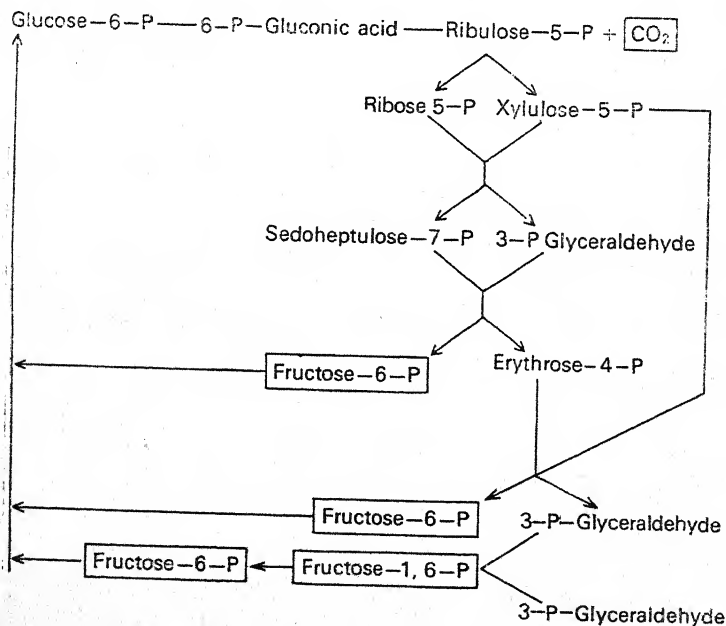 Glucose–6–P — 6–P–Gluconic acid — Ribulose–5–P + CO₂
Ribose 5–P Xylulose–5–P
Sedoheptulose–7–P 3–P Glyceraldehyde
Fructose–6–P Erythrose–4–P
Fructose–6–P 3–P–Glyceraldehyde
Fructose–6–P Fructose–1, 6–P
3–P–Glyceraldehyde